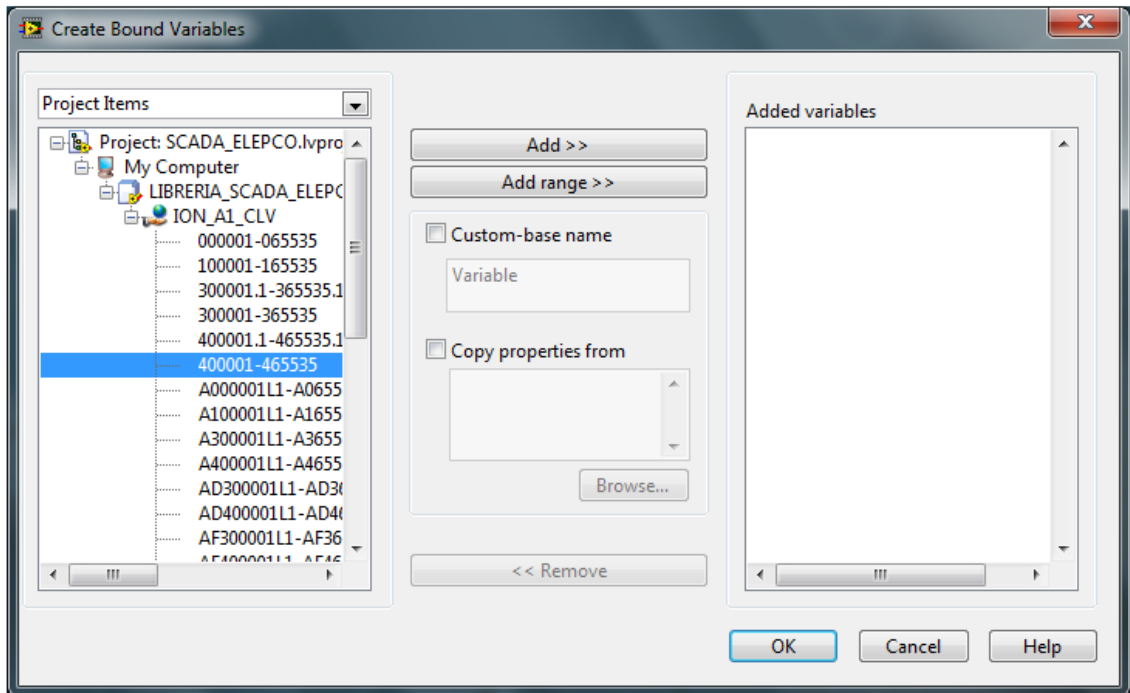 Create Bound Variables
Project Items
Project: SCADA_ELEPCO.lvpro
My Computer
LIBRERIA_SCADA_ELEPC
ION_A1_CLV
000001-065535
100001-165535
300001.1-365535.1
300001-365535
400001.1-465535.1
400001-465535
A000001L1-A0655
A100001L1-A1655
A300001L1-A3655
A400001L1-A4655
AD300001L1-AD3
AD400001L1-AD4
AF300001L1-AF36
Add >>
Add range >>
Custom-base name
Variable
Copy properties from
Browse...
<< Remove
Added variables
OK
Cancel
Help